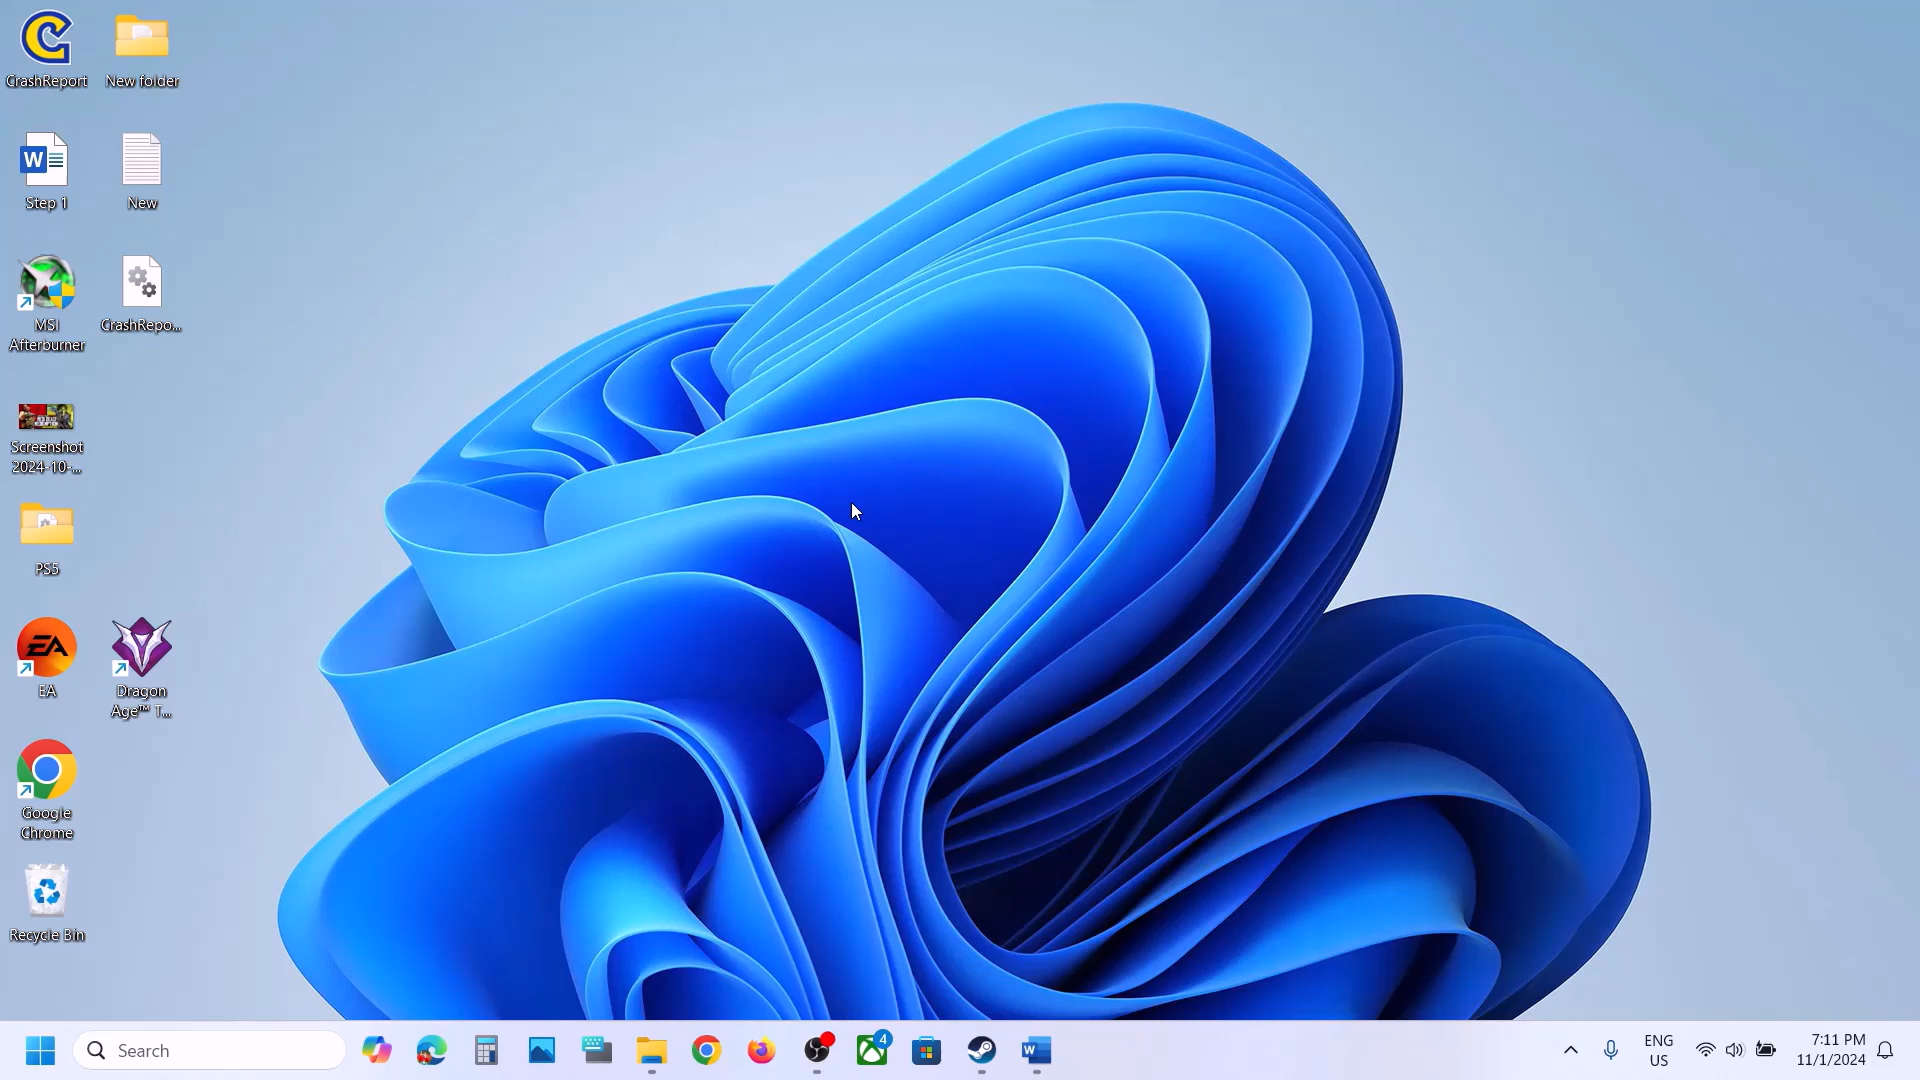 CrashReport
New folder
W
Step 1
New
MSI
Afterburner
CrashRepo...
Screenshot
2024-10-...
PS5
EA
EA
Dragon
Age™ T...
Google
Chrome
Recycle Bin
Search
4
W
ENG
US
7:11 PM
11/1/2024